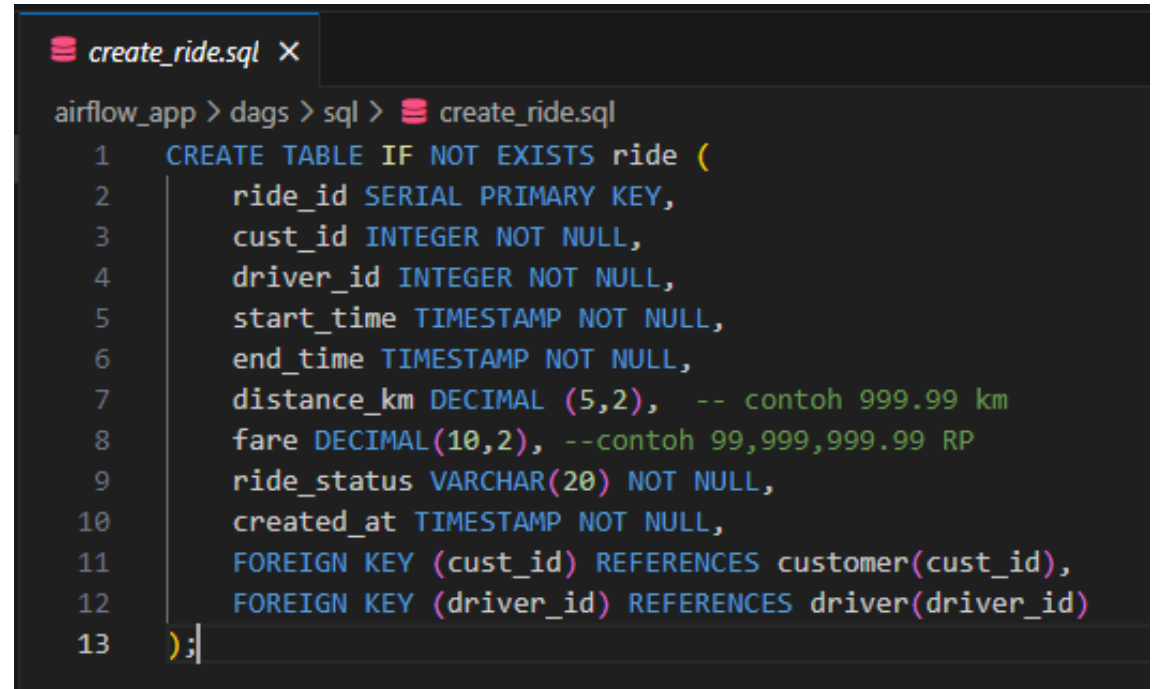 create_ride.sql ×
airflow_app > dags > sql > create_ride.sql
1 CREATE TABLE IF NOT EXISTS ride (
2 ride_id SERIAL PRIMARY KEY,
3 cust_id INTEGER NOT NULL,
4 driver_id INTEGER NOT NULL,
5 start_time TIMESTAMP NOT NULL,
6 end_time TIMESTAMP NOT NULL,
7 distance_km DECIMAL (5,2), -- contoh 999.99 km
8 fare DECIMAL(10,2), --contoh 99,999,999.99 RP
9 ride_status VARCHAR(20) NOT NULL,
10 created_at TIMESTAMP NOT NULL,
11 FOREIGN KEY (cust_id) REFERENCES customer(cust_id),
12 FOREIGN KEY (driver_id) REFERENCES driver(driver_id)
13 );